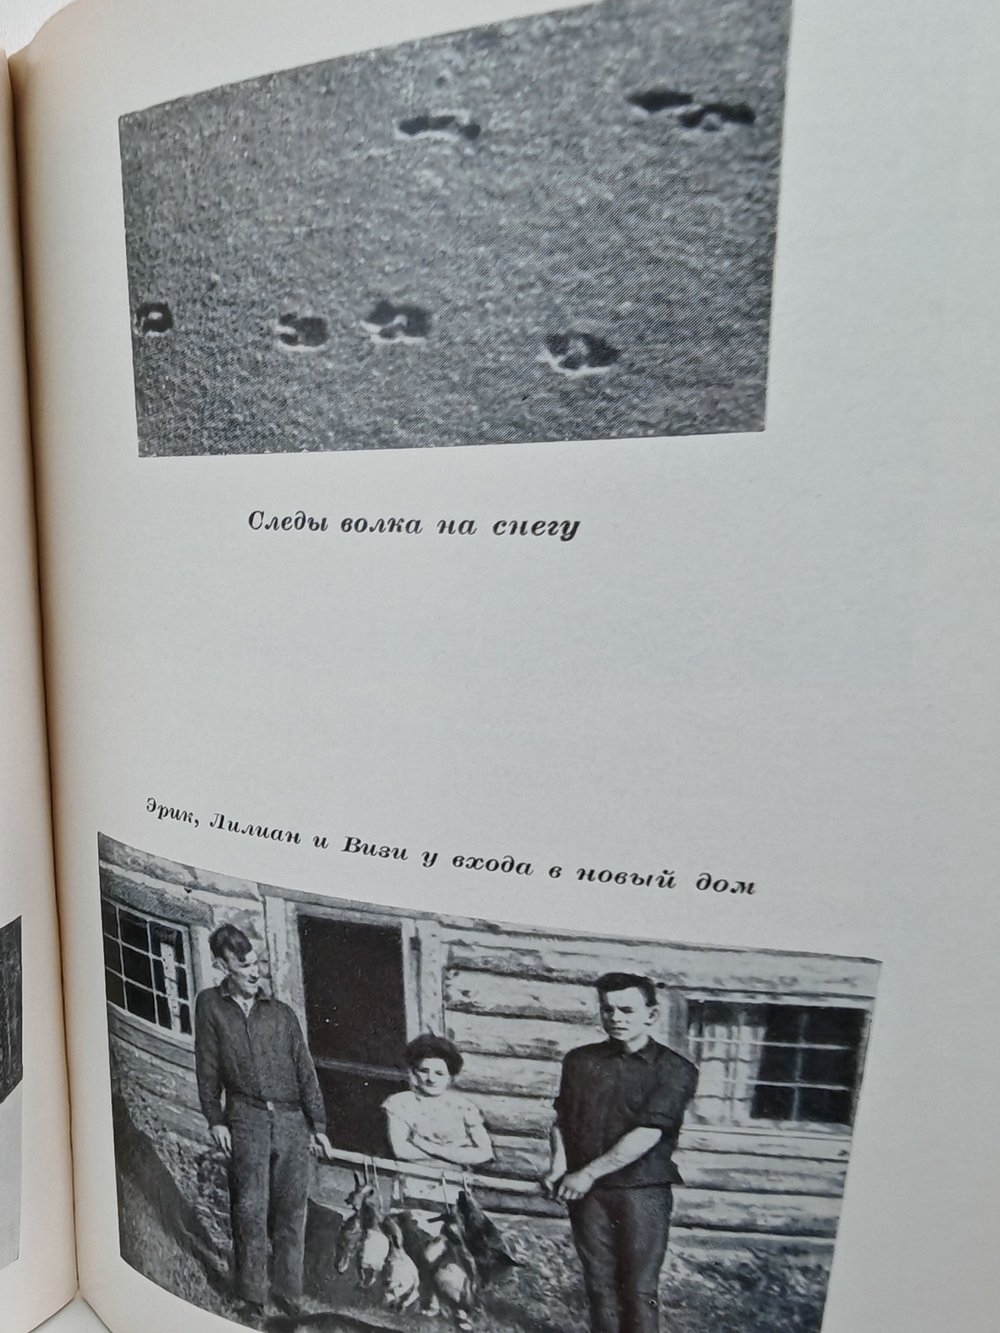 Следы волка на снегу
Эрик, Лилиан и Визи у входа в новый дом